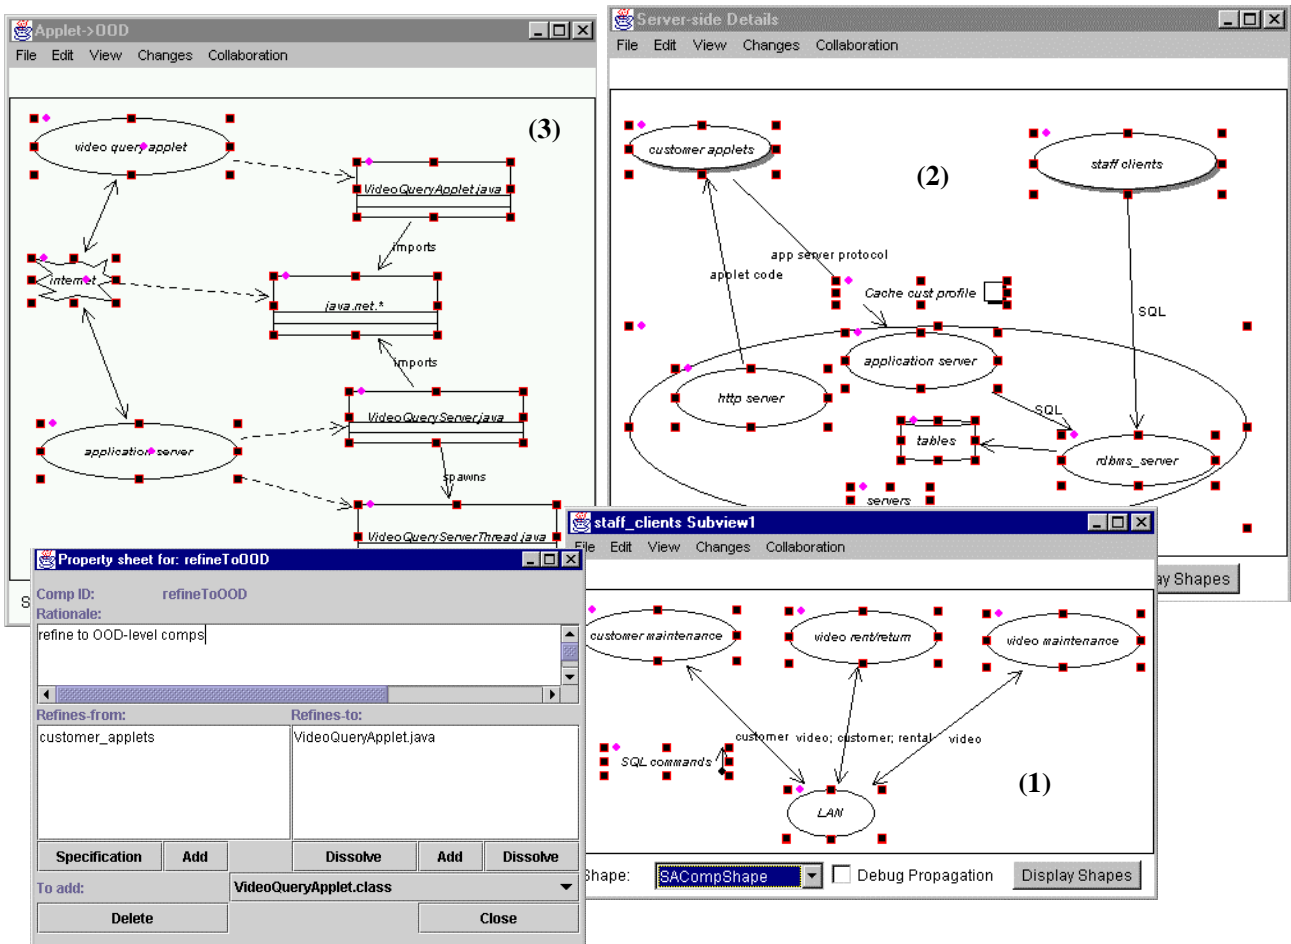 Applet->OOD
File Edit View Changes Collaboration
(3)
video query applet
VideoQueryApplet.java
imports
internet
java.net.*
imports
VideoQueryServer.java
application server
spawns
VideoQueryServerThread.java
S
Server-side Details
File Edit View Changes Collaboration
(2)
customer applets
staff clients
app server protocol
applet code
Cache cust profile
SQL
application server
http server
SQL
tables
rdbms_server
servers
ay Shapes
staff_clients Subview1
File Edit View Changes Collaboration
customer maintenance
video rent/return
video maintenance
customer video; customer; rental video
SQL commands
(1)
LAN
Shape: SACompShape Debug Propagation Display Shapes
Property sheet for: refineToOOD
Comp ID: refineToOOD
Rationale:
refine to OOD-level comps
Refines-from: Refines-to:
customer_applets VideoQueryApplet.java
Specification Add Dissolve Add Dissolve
To add: VideoQueryApplet.class
Delete Close